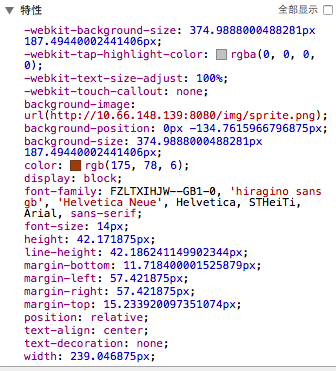 特性 全部显示
-webkit-background-size: 374.9888000488281px
187.49440002441406px;
-webkit-tap-highlight-color: rgba(0, 0, 0,
0);
-webkit-text-size-adjust: 100%;
-webkit-touch-callout: none;
background-image:
url(http://10.66.148.139:8080/img/sprite.png);
background-position: 0px -134.7615966796875px;
background-size: 374.9888000488281px
187.49440002441406px;
color: rgb(175, 78, 6);
display: block;
font-family: FZLTXIHJW--GB1-0, 'hiragino sans
gb', 'Helvetica Neue', Helvetica, STHeiTi,
Arial, sans-serif;
font-size: 14px;
height: 42.171875px;
line-height: 42.186241149902344px;
margin-bottom: 11.718400001525879px;
margin-left: 57.421875px;
margin-right: 57.421875px;
margin-top: 15.233920097351074px;
position: relative;
text-align: center;
text-decoration: none;
width: 239.046875px;